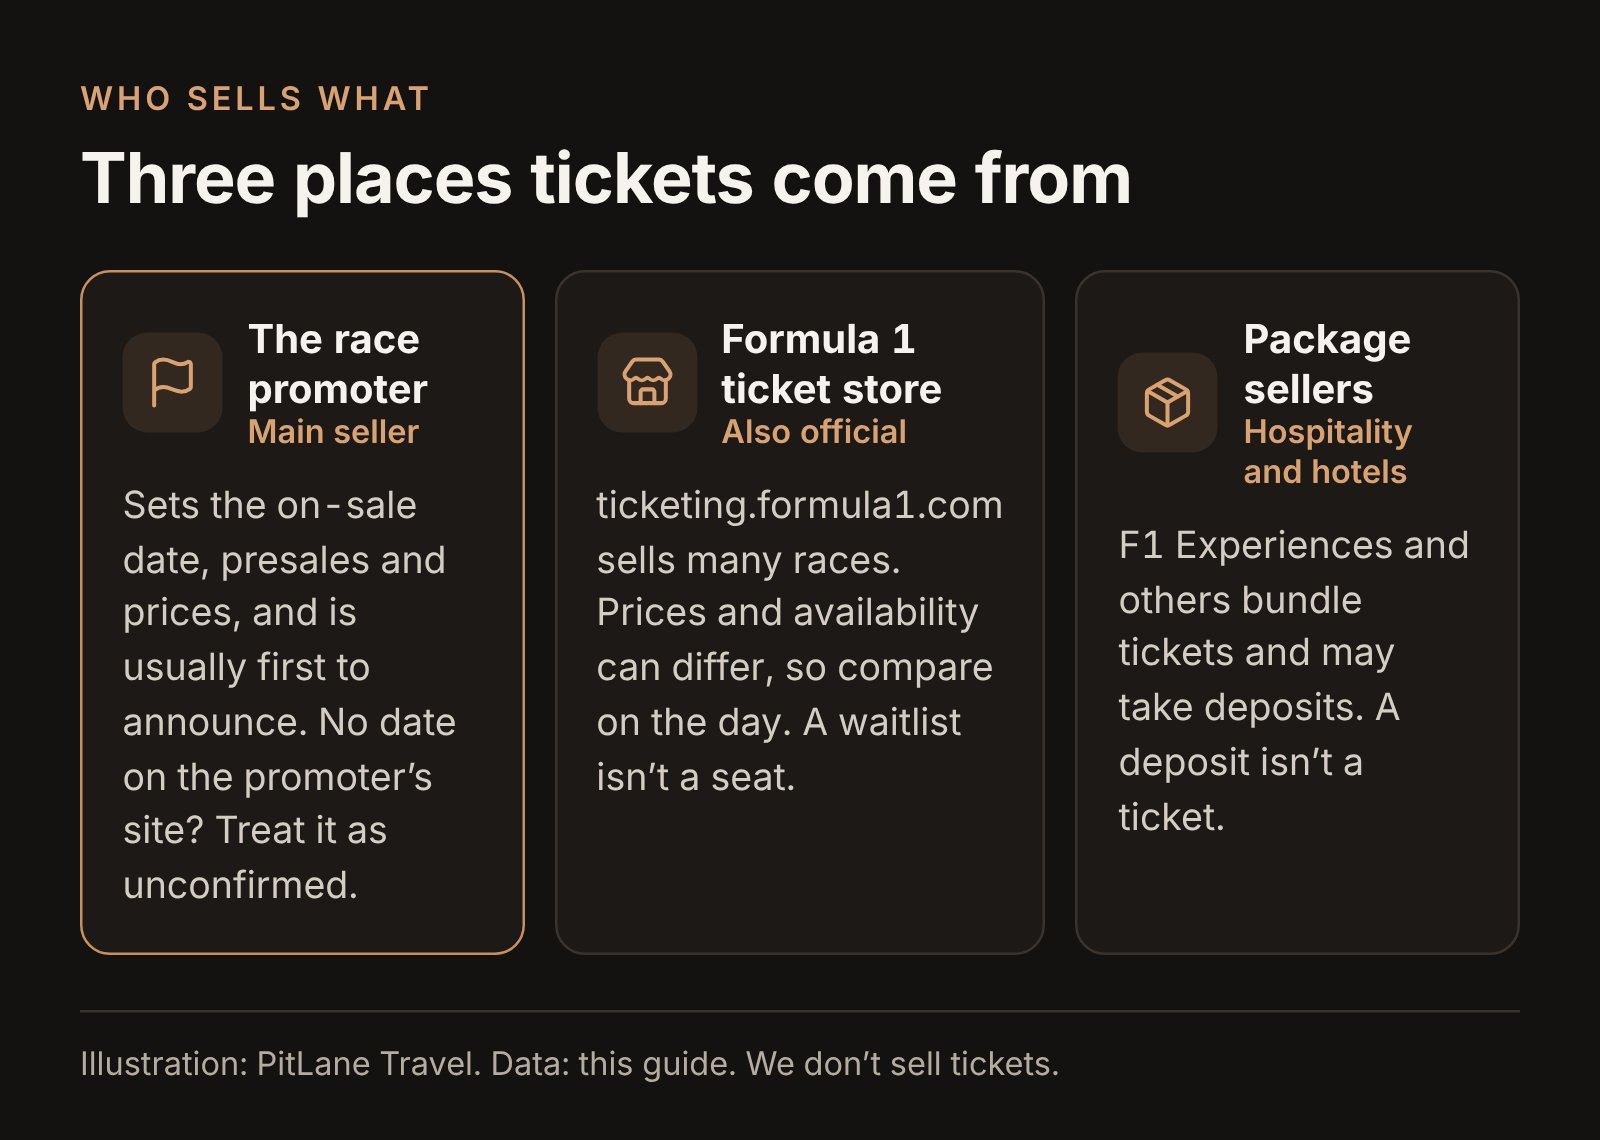 WHO SELLS WHAT
Three places tickets come from
The race
promoter
Main seller
Sets the on-sale
date, presales and
prices, and is
usually first to
announce. No date
on the promoter’s
site? Treat it as
unconfirmed.
Formula 1
ticket store
Also official
ticketing.formula1.com
sells many races.
Prices and availability
can differ, so compare
on the day. A waitlist
isn’t a seat.
Package
sellers
Hospitality
and hotels
F1 Experiences and
others bundle
tickets and may
take deposits. A
deposit isn’t a
ticket.
Illustration: PitLane Travel. Data: this guide. We don’t sell tickets.